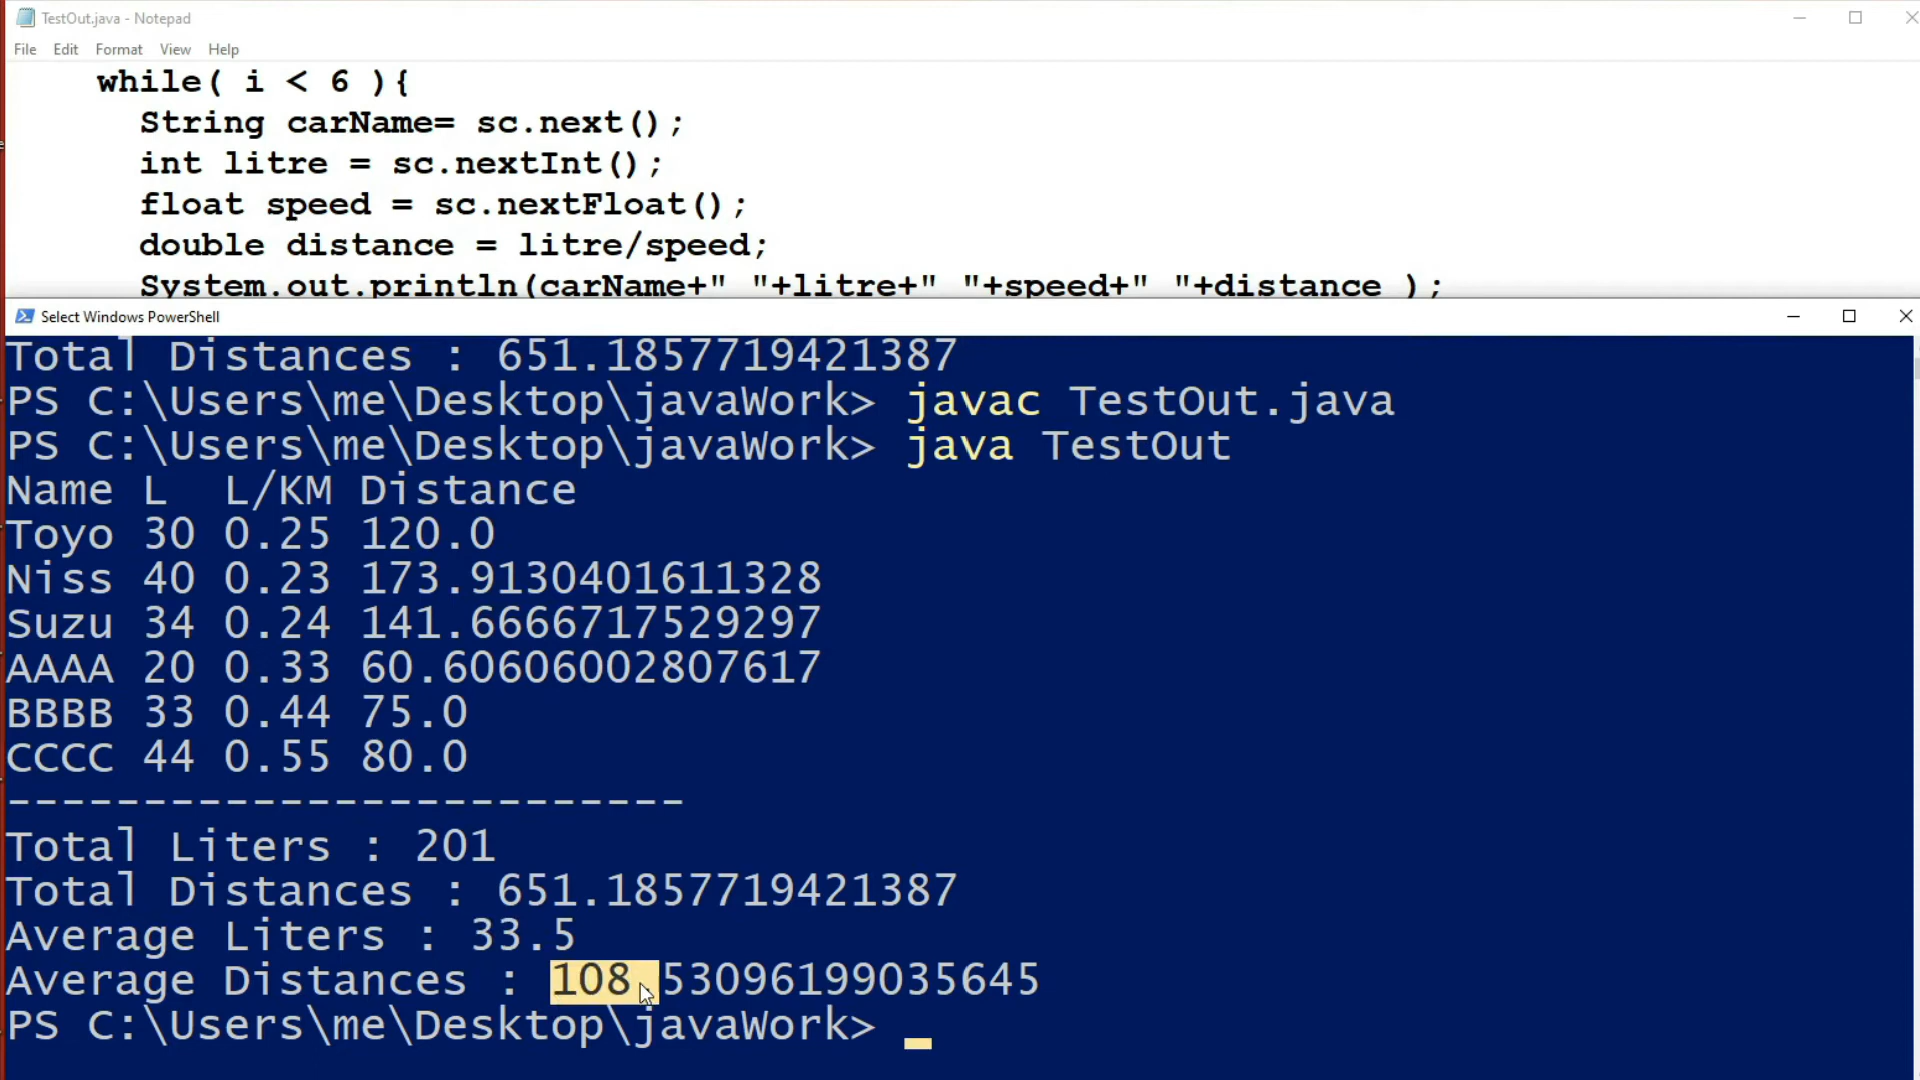 TestOut.java - Notepad
File Edit Format View Help
while( i < 6 ){
String carName= sc.next();
int litre = sc.nextInt();
float speed = sc.nextFloat();
double distance = litre/speed;
System.out.println(carName+" "+litre+" "+speed+" "+distance );
Select Windows PowerShell
Total Distances : 651.1857719421387
PS C:\Users\me\Desktop\javaWork> javac TestOut.java
PS C:\Users\me\Desktop\javaWork> java TestOut
Name L  L/KM Distance
Toyo 30 0.25 120.0
Niss 40 0.23 173.9130401611328
Suzu 34 0.24 141.6666717529297
AAAA 20 0.33 60.60606002807617
BBBB 33 0.44 75.0
CCCC 44 0.55 80.0
-------------------------
Total Liters : 201
Total Distances : 651.1857719421387
Average Liters : 33.5
Average Distances : 108.53096199035645
PS C:\Users\me\Desktop\javaWork>